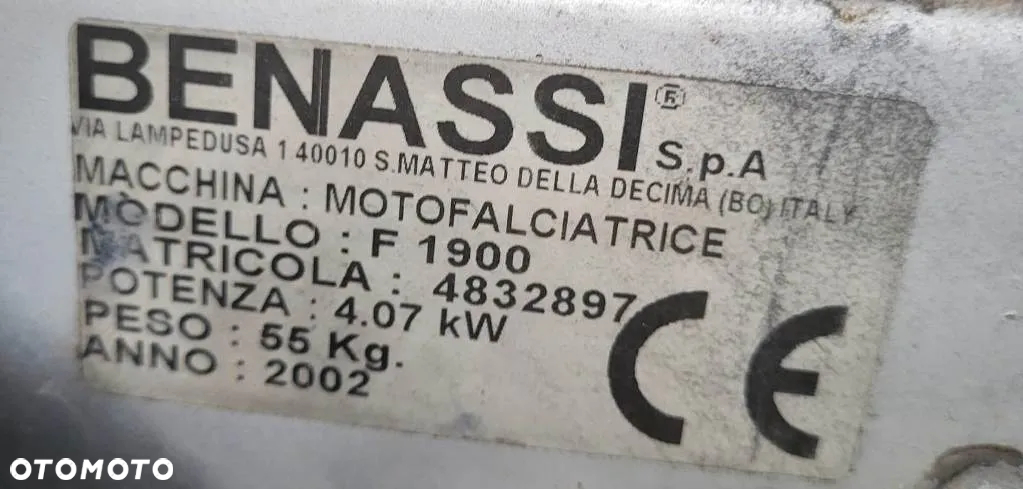 BENASSI® S.p.A
VIA LAMPEDUSA 1 40010 S.MATTEO DELLA DECIMA (BO) ITALY
MACCHINA : MOTOFALCIATRICE
MODELLO : F 1900
MATRICOLA : 4832897
POTENZA : 4.07 kW
PESO : 55 Kg.
ANNO : 2002
CE
OTOMOTO